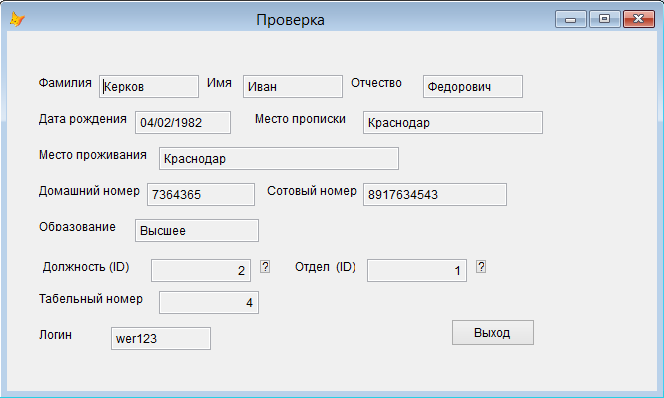 Проверка
Фамилия Керков Имя Иван Отчество Федорович
Дата рождения 04/02/1982 Место прописки Краснодар
Место проживания Краснодар
Домашний номер 7364365 Сотовый номер 8917634543
Образование Высшее
Должность (ID) 2 ? Отдел (ID) 1 ?
Табельный номер 4
Логин wer123 Выход